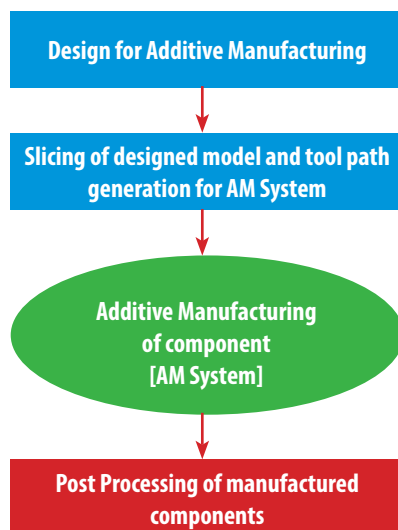 Design for Additive Manufacturing
Slicing of designed model and tool path
generation for AM System
Additive Manufacturing
of component
[AM System]
Post Processing of manufactured
components